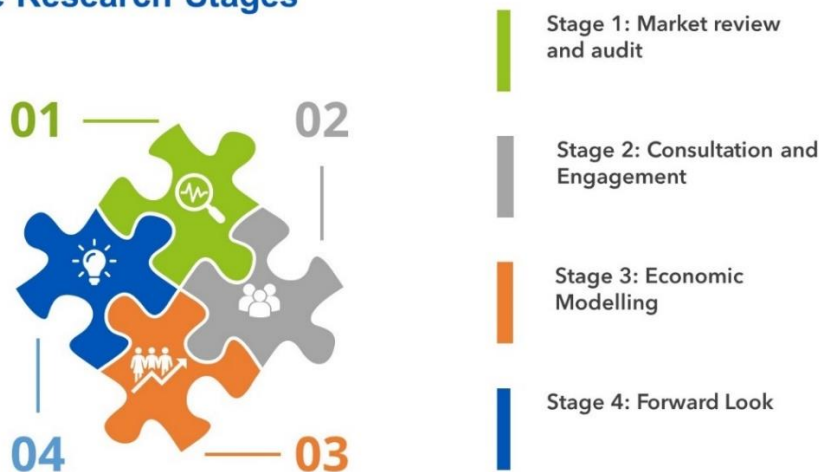 Research Stages
01
02
04
03
Stage 1: Market review
and audit
Stage 2: Consultation and
Engagement
Stage 3: Economic
Modelling
Stage 4: Forward Look